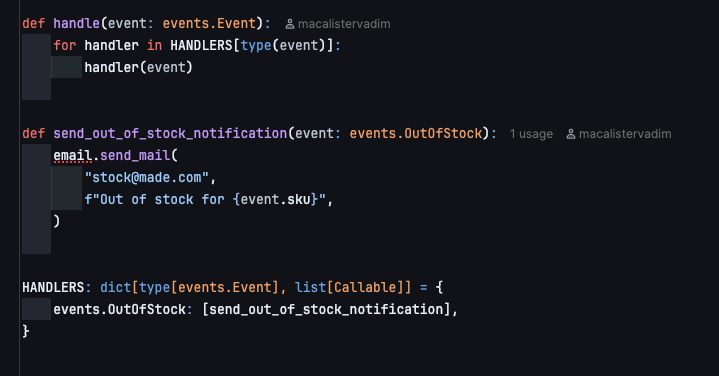 def handle(event: events.Event): macalistervadim
    for handler in HANDLERS[type(event)]:
        handler(event)
def send_out_of_stock_notification(event: events.OutOfStock): 1 usage macalistervadim
    email.send_mail(
        "stock@made.com",
        f"Out of stock for {event.sku}",
    )
HANDLERS: dict[type[events.Event], list[Callable]] = {
    events.OutOfStock: [send_out_of_stock_notification],
}